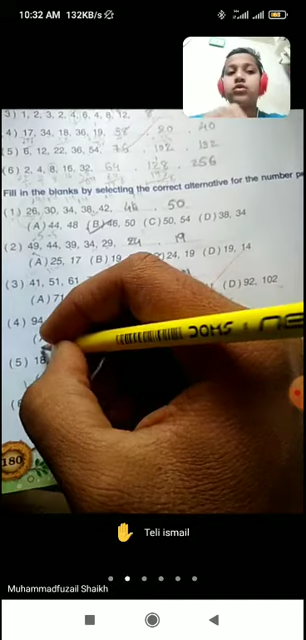 10:32 AM 132KB/s
3) 1, 2, 3, 2, 4, 6, 4, 8, 12,
4) 17, 34, 18, 36, 19, 38 20 40
(5) 6, 12, 22, 36, 54, 76 . 102 . 132
(6) 2, 4, 8, 16, 32, 64 . 128 . 256
Fill in the blanks by selecting the correct alternative for the number
(1) 26, 30, 34, 38, 42, 46 . 50
(A) 44, 48 (B) 46, 50 (C) 50, 54 (D) 38, 34
(2) 49, 44, 39, 34, 29, 24 . 19
(A) 25, 17 (B) 19 24, 19 (D) 19, 14
(3) 41, 51, 61
(A) 71 (D) 92, 102
(4) 94
(5) 18
180
Teli ismail
Muhammadfuzail Shaikh